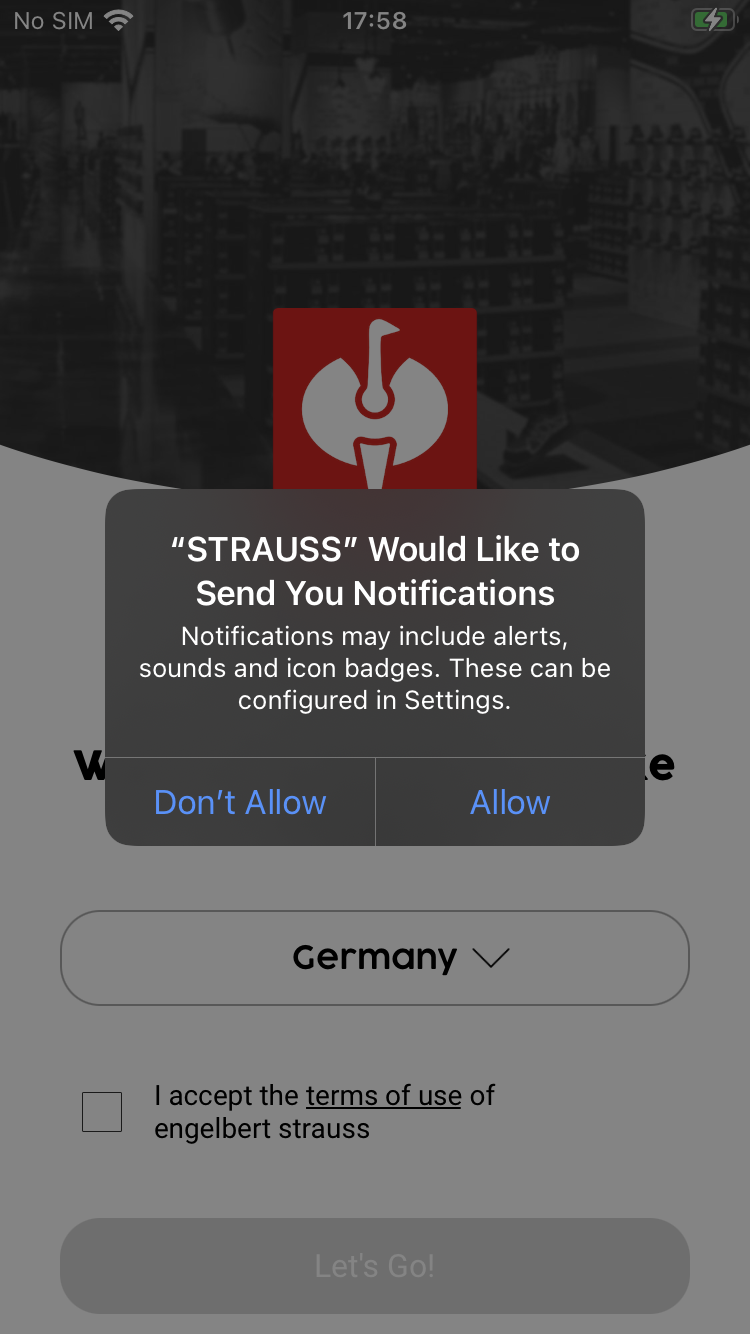 No SIM
17:58
“STRAUSS” Would Like to
Send You Notifications
Notifications may include alerts,
sounds and icon badges. These can be
configured in Settings.
Don’t Allow
Allow
Germany
I accept the terms of use of
engelbert strauss
Let's Go!